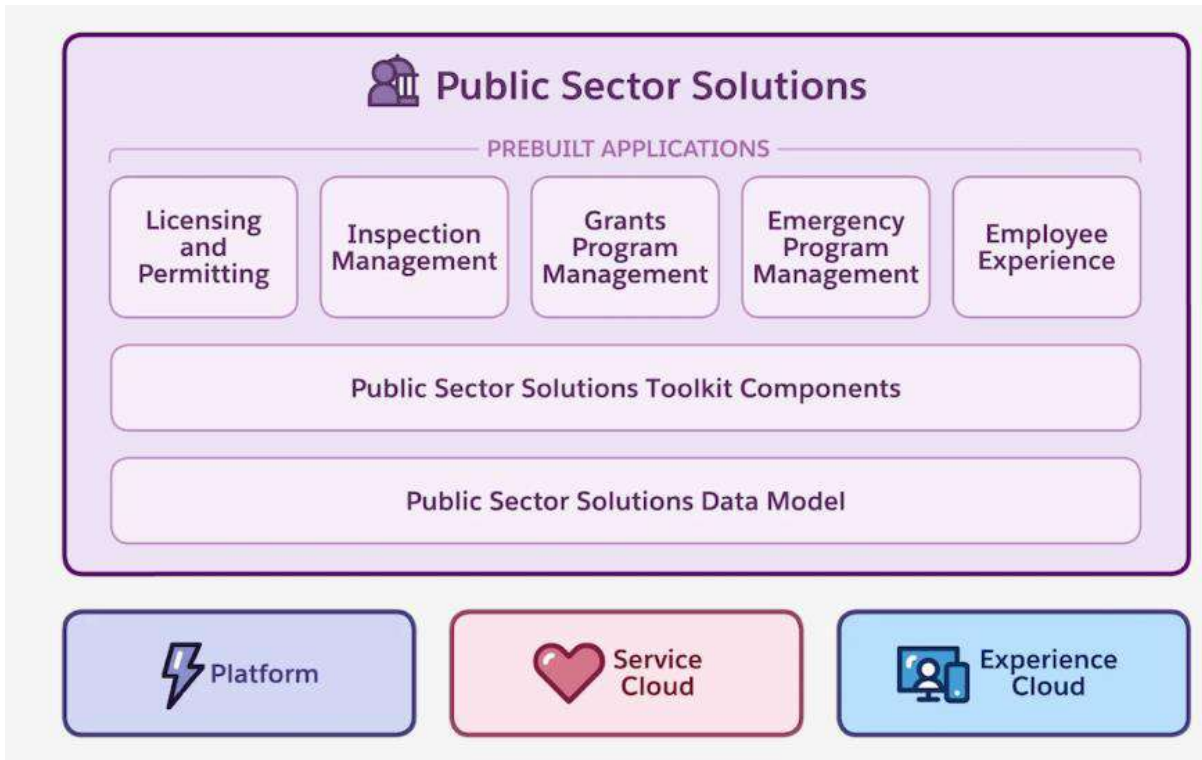 Public Sector Solutions
PREBUILT APPLICATIONS
Licensing
and
Permitting
Inspection
Management
Grants
Program
Management
Emergency
Program
Management
Employee
Experience
Public Sector Solutions Toolkit Components
Public Sector Solutions Data Model
Platform
Service
Cloud
Experience
Cloud